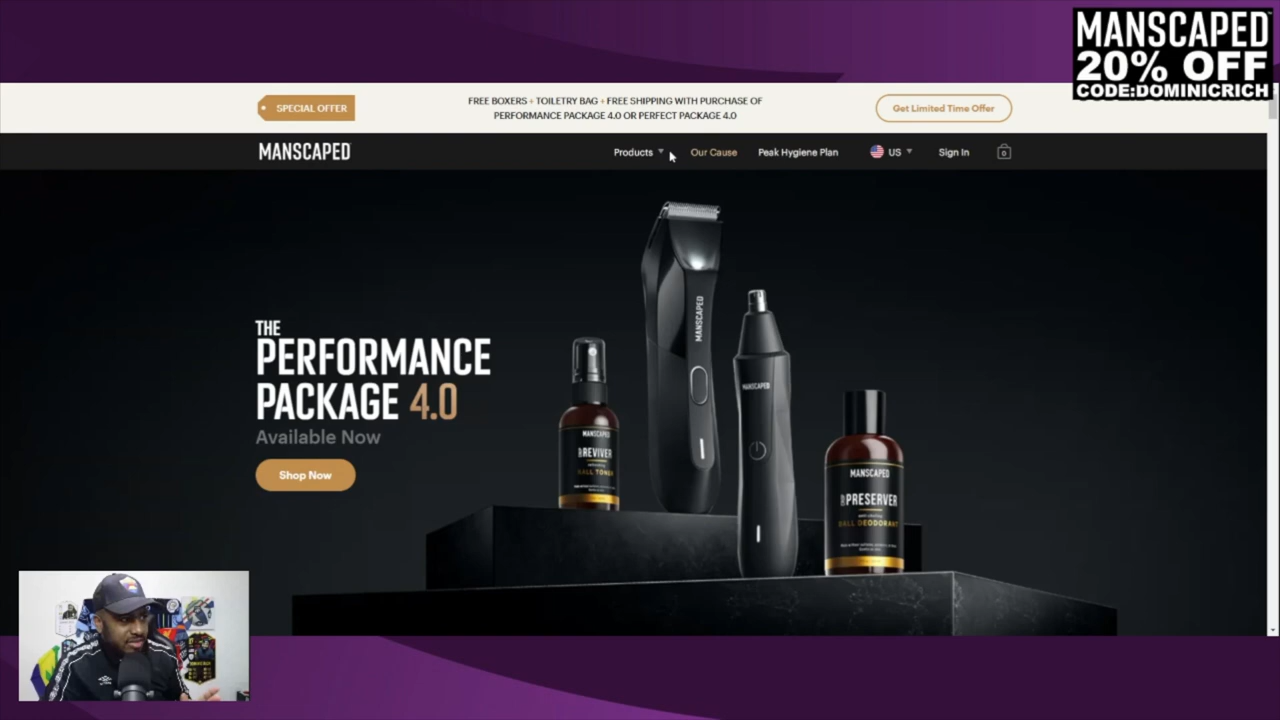 MANSCAPED
20% OFF
CODE:DOMINICRICH
SPECIAL OFFER
FREE BOXERS + TOILETRY BAG + FREE SHIPPING WITH PURCHASE OF
PERFORMANCE PACKAGE 4.0 OR PERFECT PACKAGE 4.0
Get Limited Time Offer
MANSCAPED
Products
Our Cause
Peak Hygiene Plan
US
Sign In
0
THE
PERFORMANCE
PACKAGE 4.0
Available Now
Shop Now
MANSCAPED
MANSCAPED
MANSCAPED
REVIVER
BALL TONER
MANSCAPED
PRESERVER
BALL DEODORANT